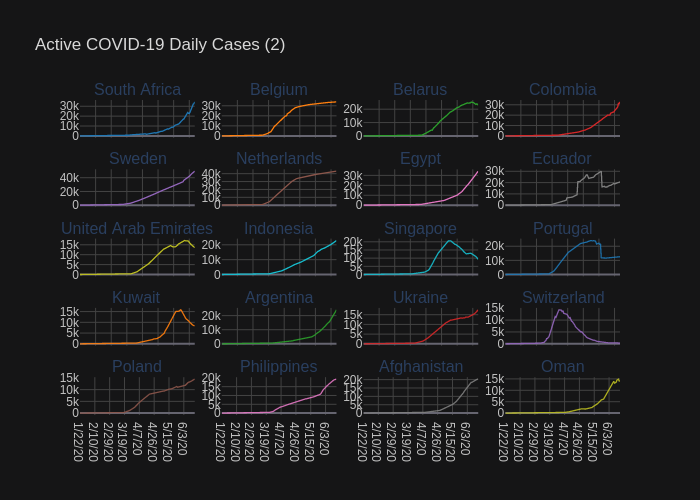 Active COVID-19 Daily Cases (2)
South Africa Belgium Belarus Colombia
30k 20k 10k 0 30k 20k 10k 0 20k 10k 0 30k 20k 10k 0
Sweden Netherlands Egypt Ecuador
40k 20k 0 40k 30k 20k 10k 0 30k 20k 10k 0 30k 20k 10k 0
United Arab Emirates Indonesia Singapore Portugal
15k 10k 5k 0 20k 10k 0 20k 15k 10k 5k 0 20k 10k 0
Kuwait Argentina Ukraine Switzerland
15k 10k 5k 0 20k 10k 0 15k 10k 5k 0 15k 10k 5k 0
Poland Philippines Afghanistan Oman
15k 10k 5k 0 20k 15k 10k 5k 0 20k 15k 10k 5k 0 15k 10k 5k 0
1/22/20 2/10/20 2/29/20 3/19/20 4/7/20 4/26/20 5/15/20 6/3/20 1/22/20 2/10/20 2/29/20 3/19/20 4/7/20 4/26/20 5/15/20 6/3/20 1/22/20 2/10/20 2/29/20 3/19/20 4/7/20 4/26/20 5/15/20 6/3/20 1/22/20 2/10/20 2/29/20 3/19/20 4/7/20 4/26/20 5/15/20 6/3/20